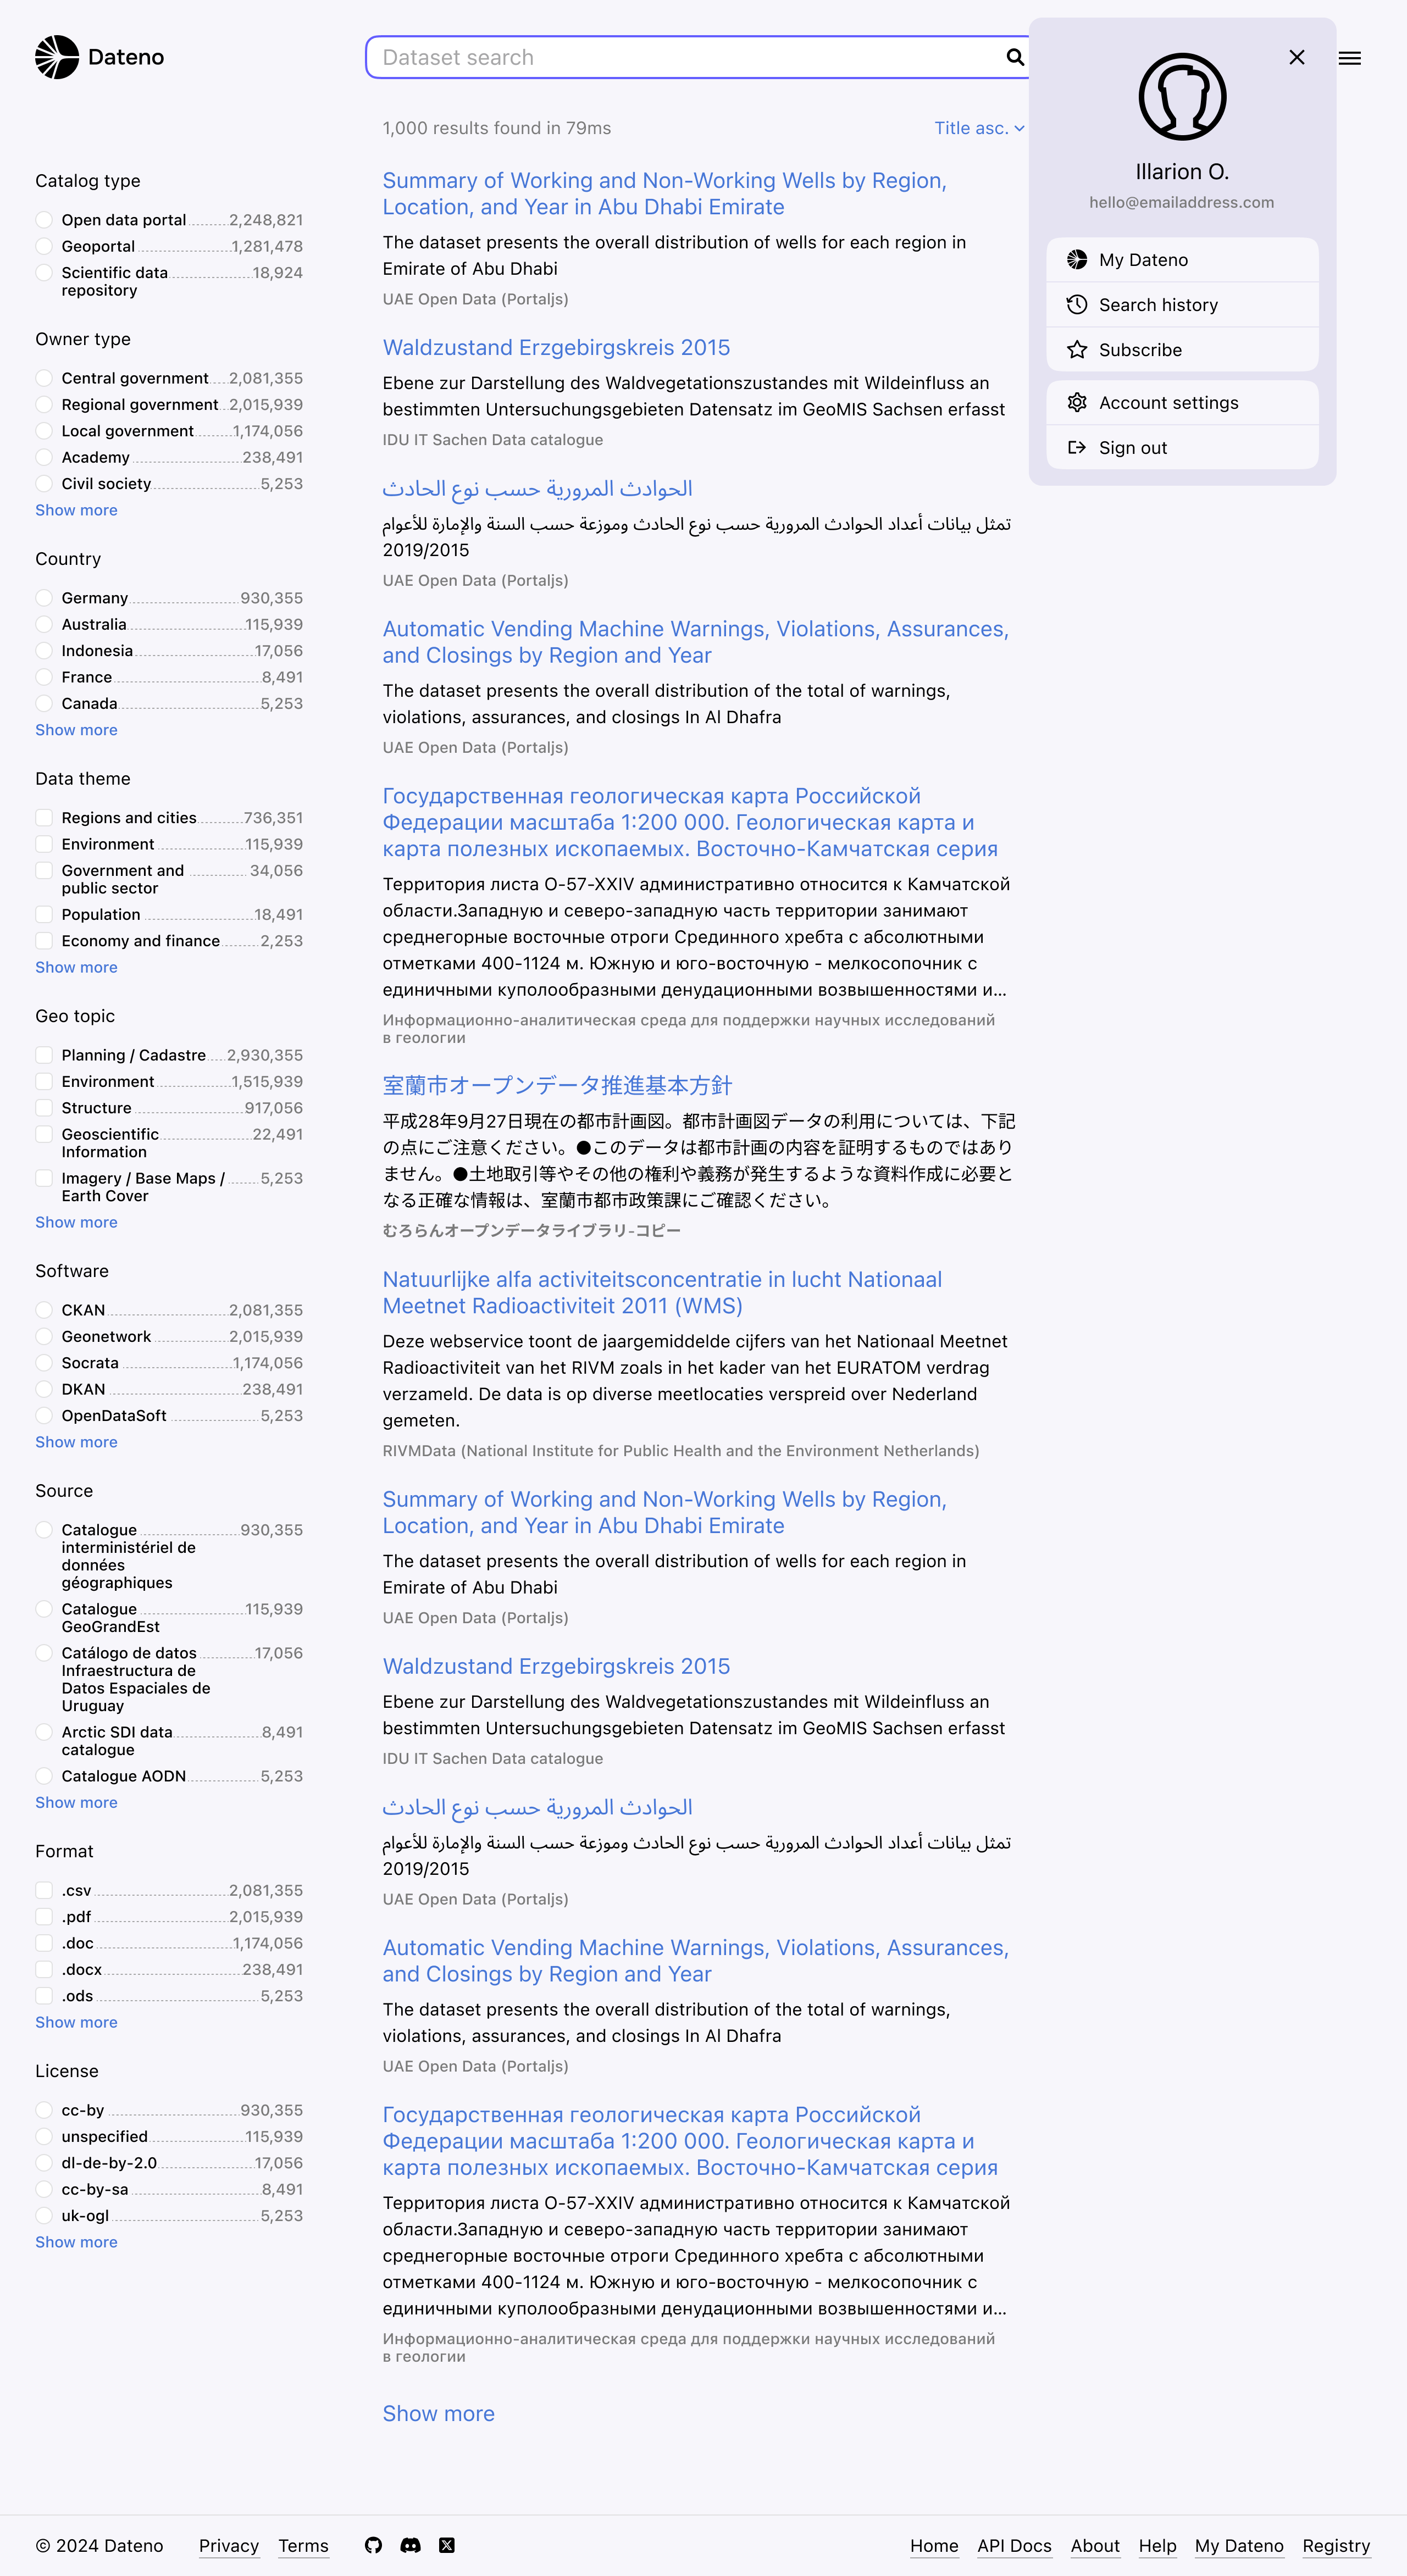 Dateno
Dataset search
Illarion O.
hello@emailaddress.com
My Dateno
Search history
Subscribe
Account settings
Sign out
1,000 results found in 79ms
Title asc.
Catalog type
Open data portal 2,248,821
Geoportal 1,281,478
Scientific data 18,924
repository
Owner type
Central government 2,081,355
Regional government 2,015,939
Local government 1,174,056
Academy 238,491
Civil society 5,253
Show more
Country
Germany 930,355
Australia 115,939
Indonesia 17,056
France 8,491
Canada 5,253
Show more
Data theme
Regions and cities 736,351
Environment 115,939
Government and 34,056
public sector
Population 18,491
Economy and finance 2,253
Show more
Geo topic
Planning / Cadastre 2,930,355
Environment 1,515,939
Structure 917,056
Geoscientific 22,491
Information
Imagery / Base Maps / 5,253
Earth Cover
Show more
Software
CKAN 2,081,355
Geonetwork 2,015,939
Socrata 1,174,056
DKAN 238,491
OpenDataSoft 5,253
Show more
Source
Catalogue 930,355
interministériel de
données
géographiques
Catalogue 115,939
GeoGrandEst
Catálogo de datos 17,056
Infraestructura de
Datos Espaciales de
Uruguay
Arctic SDI data 8,491
catalogue
Catalogue AODN 5,253
Show more
Format
.csv 2,081,355
.pdf 2,015,939
.doc 1,174,056
.docx 238,491
.ods 5,253
Show more
License
cc-by 930,355
unspecified 115,939
dl-de-by-2.0 17,056
cc-by-sa 8,491
uk-ogl 5,253
Show more
Summary of Working and Non-Working Wells by Region,
Location, and Year in Abu Dhabi Emirate
The dataset presents the overall distribution of wells for each region in
Emirate of Abu Dhabi
UAE Open Data (Portaljs)
Waldzustand Erzgebirgskreis 2015
Ebene zur Darstellung des Waldvegetationszustandes mit Wildeinfluss an
bestimmten Untersuchungsgebieten Datensatz im GeoMIS Sachsen erfasst
IDU IT Sachen Data catalogue
الحوادث المرورية حسب نوع الحادث
تمثل بيانات أعداد الحوادث المرورية حسب نوع الحادث وموزعة حسب السنة والإمارة للأعوام
2019/2015
UAE Open Data (Portaljs)
Automatic Vending Machine Warnings, Violations, Assurances,
and Closings by Region and Year
The dataset presents the overall distribution of the total of warnings,
violations, assurances, and closings In Al Dhafra
UAE Open Data (Portaljs)
Государственная геологическая карта Российской
Федерации масштаба 1:200 000. Геологическая карта и
карта полезных ископаемых. Восточно-Камчатская серия
Территория листа О-57-XXIV административно относится к Камчатской
области.Западную и северо-западную часть территории занимают
среднегорные восточные отроги Срединного хребта с абсолютными
отметками 400-1124 м. Южную и юго-восточную - мелкосопочник с
единичными куполообразными денудационными возвышенностями и...
Информационно-аналитическая среда для поддержки научных исследований
в геологии
室蘭市オープンデータ推進基本方針
平成28年9月27日現在の都市計画図。都市計画図データの利用については、下記
の点にご注意ください。●このデータは都市計画の内容を証明するものではあり
ません。●土地取引等やその他の権利や義務が発生するような資料作成に必要と
なる正確な情報は、室蘭市都市政策課にご確認ください。
むろらんオープンデータライブラリ-コピー
Natuurlijke alfa activiteitsconcentratie in lucht Nationaal
Meetnet Radioactiviteit 2011 (WMS)
Deze webservice toont de jaargemiddelde cijfers van het Nationaal Meetnet
Radioactiviteit van het RIVM zoals in het kader van het EURATOM verdrag
verzameld. De data is op diverse meetlocaties verspreid over Nederland
gemeten.
RIVMData (National Institute for Public Health and the Environment Netherlands)
Summary of Working and Non-Working Wells by Region,
Location, and Year in Abu Dhabi Emirate
The dataset presents the overall distribution of wells for each region in
Emirate of Abu Dhabi
UAE Open Data (Portaljs)
Waldzustand Erzgebirgskreis 2015
Ebene zur Darstellung des Waldvegetationszustandes mit Wildeinfluss an
bestimmten Untersuchungsgebieten Datensatz im GeoMIS Sachsen erfasst
IDU IT Sachen Data catalogue
الحوادث المرورية حسب نوع الحادث
تمثل بيانات أعداد الحوادث المرورية حسب نوع الحادث وموزعة حسب السنة والإمارة للأعوام
2019/2015
UAE Open Data (Portaljs)
Automatic Vending Machine Warnings, Violations, Assurances,
and Closings by Region and Year
The dataset presents the overall distribution of the total of warnings,
violations, assurances, and closings In Al Dhafra
UAE Open Data (Portaljs)
Государственная геологическая карта Российской
Федерации масштаба 1:200 000. Геологическая карта и
карта полезных ископаемых. Восточно-Камчатская серия
Территория листа О-57-XXIV административно относится к Камчатской
области.Западную и северо-западную часть территории занимают
среднегорные восточные отроги Срединного хребта с абсолютными
отметками 400-1124 м. Южную и юго-восточную - мелкосопочник с
единичными куполообразными денудационными возвышенностями и...
Информационно-аналитическая среда для поддержки научных исследований
в геологии
Show more
© 2024 Dateno Privacy Terms Home API Docs About Help My Dateno Registry